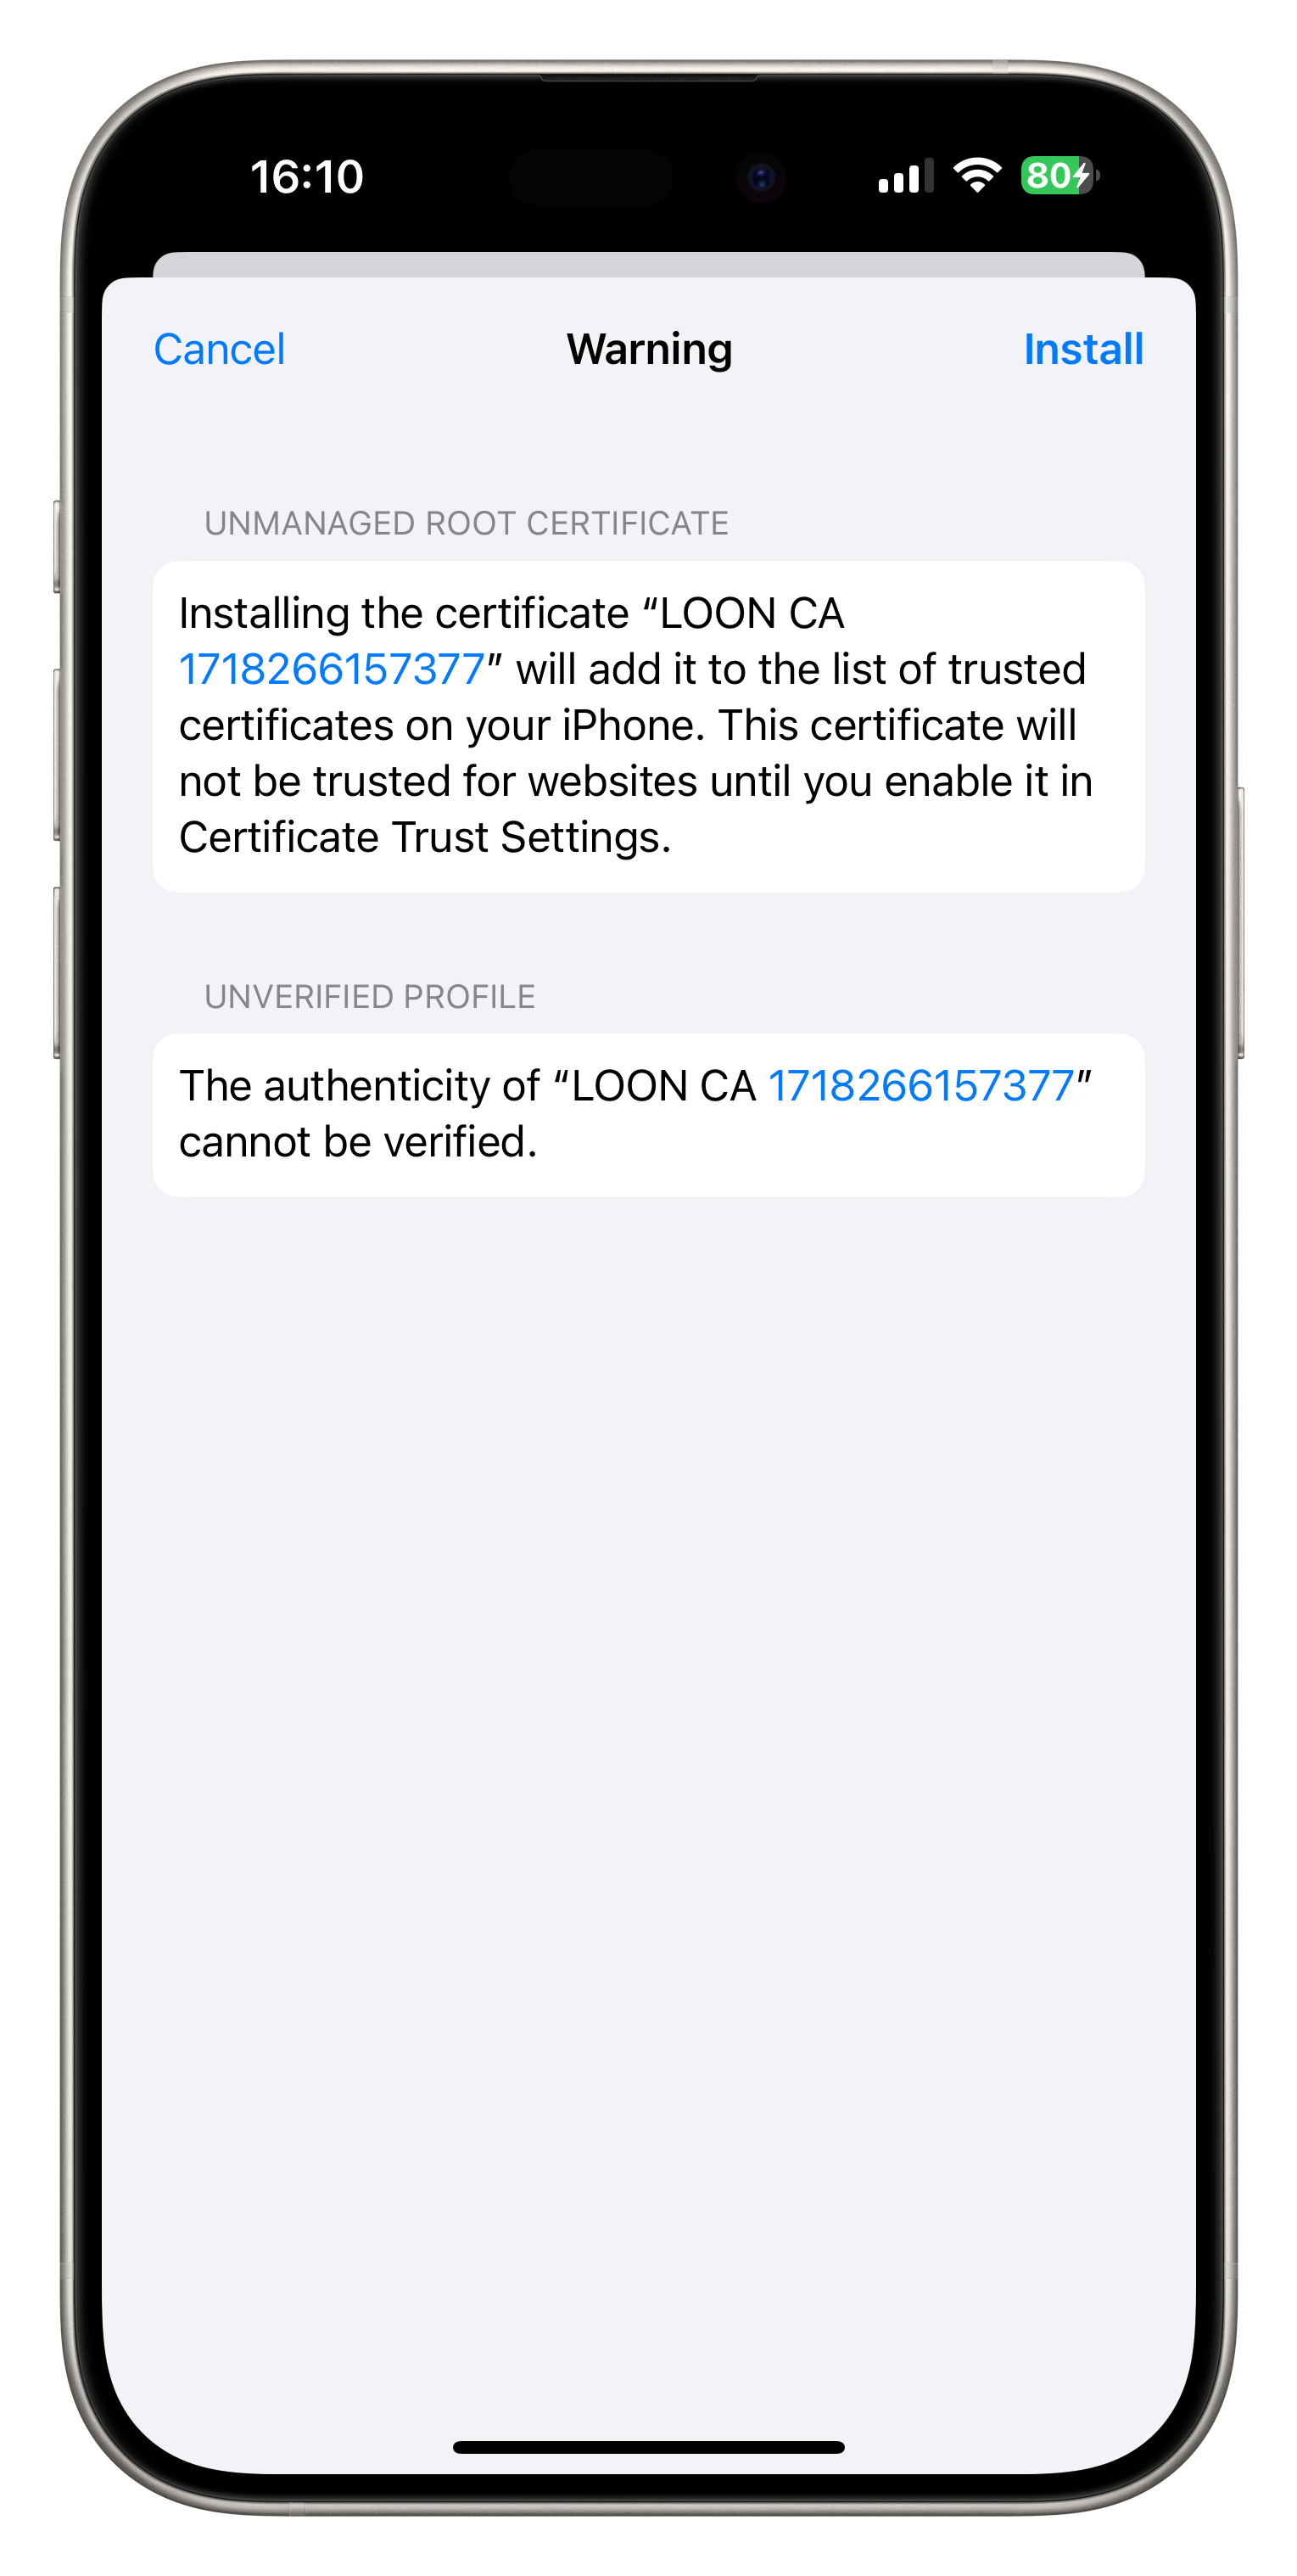 16:10
80
Cancel
Warning
Install
UNMANAGED ROOT CERTIFICATE
Installing the certificate “LOON CA
1718266157377” will add it to the list of trusted
certificates on your iPhone. This certificate will
not be trusted for websites until you enable it in
Certificate Trust Settings.
UNVERIFIED PROFILE
The authenticity of “LOON CA 1718266157377”
cannot be verified.